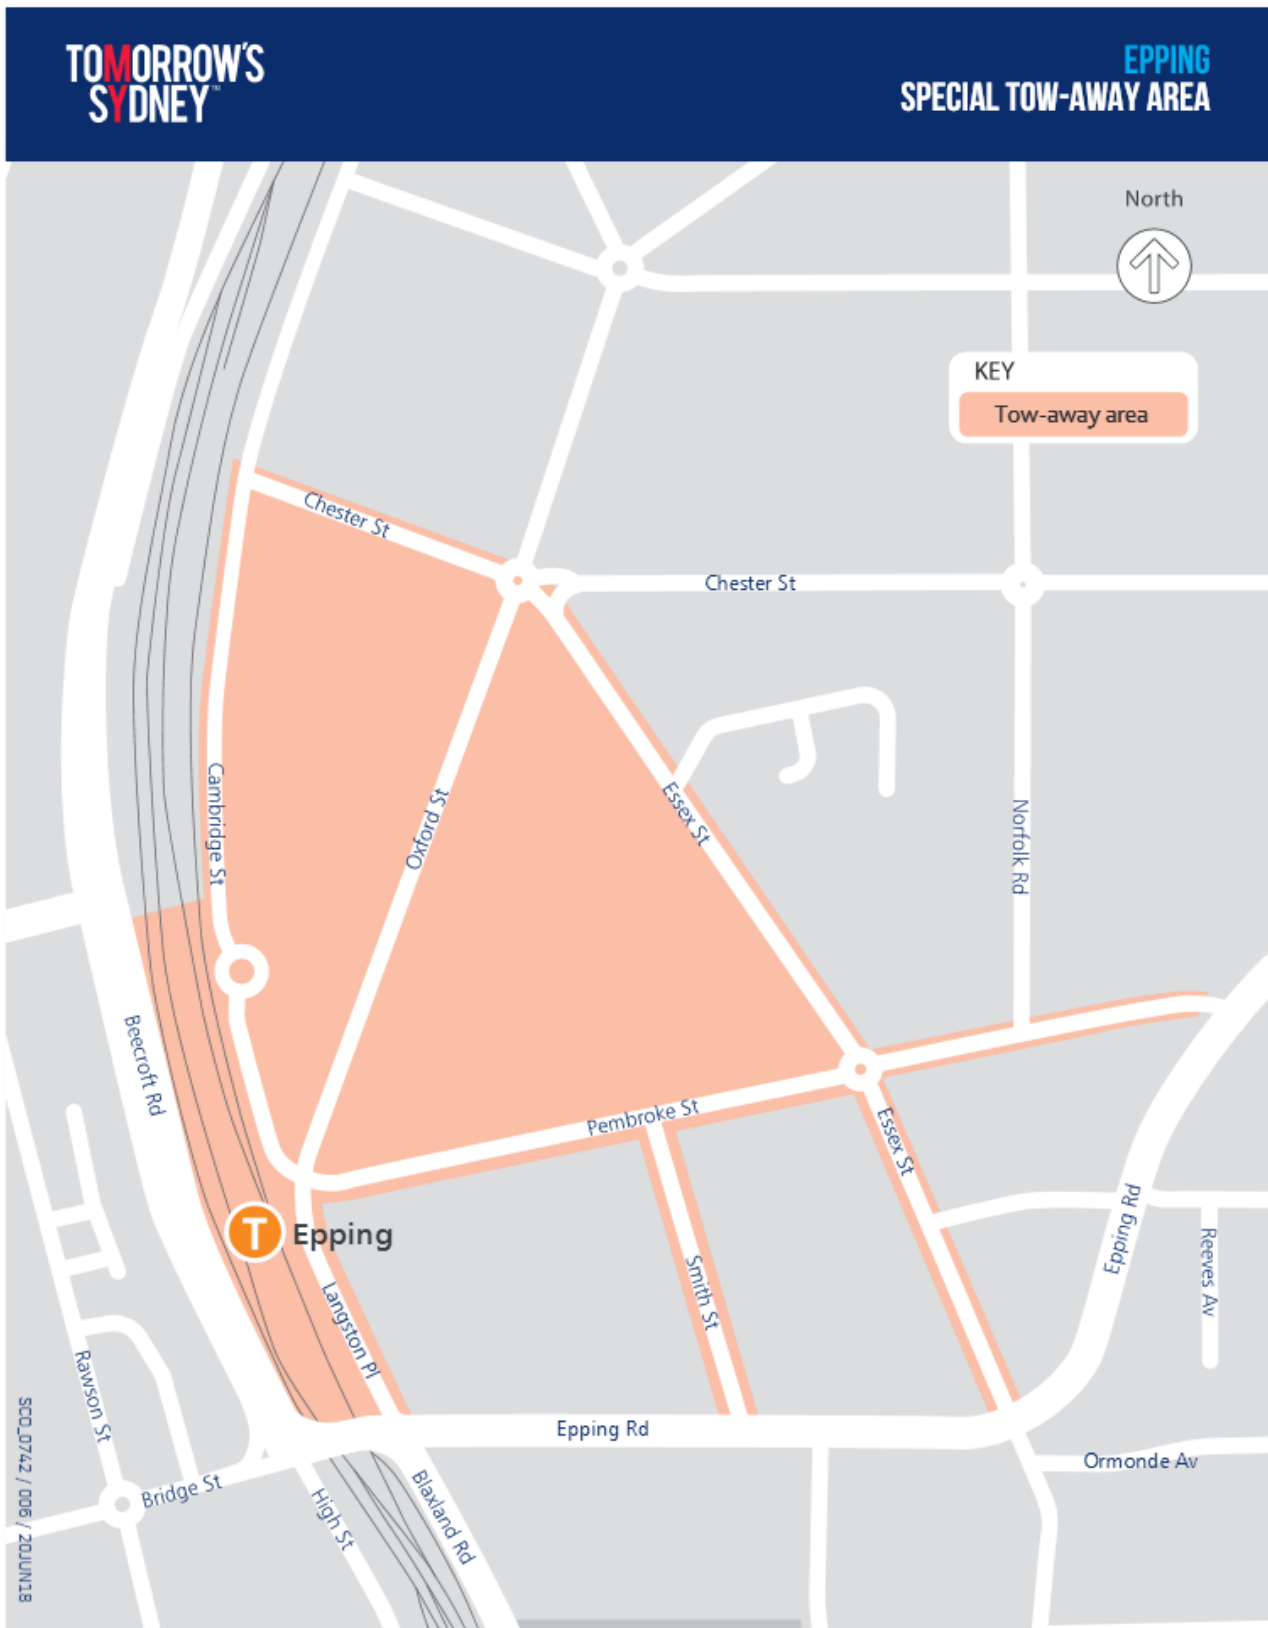 TOMORROW'S
SYDNEY™
EPPING
SPECIAL TOW-AWAY AREA
North
KEY
Tow-away area
Chester St
Chester St
Cambridge St
Oxford St
Essex St
Norfolk Rd
Beecroft Rd
Pembroke St
Essex St
Epping Rd
Reeves Av
T
Epping
Langston Pl
Smith St
Rawson St
Epping Rd
Ormonde Av
Bridge St
High St
Blaxland Rd
SCO_0742 / 006 / 20JUN18